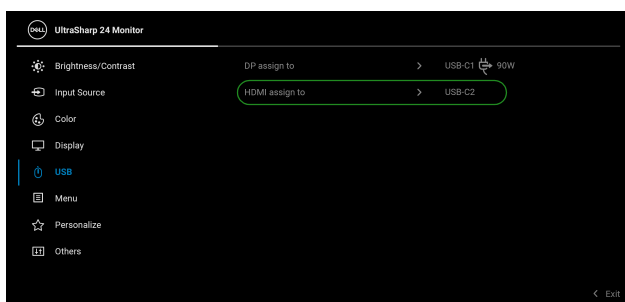 DELL UltraSharp 24 Monitor
Brightness/Contrast DP assign to > USB-C1 90W
Input Source HDMI assign to > USB-C2
Color
Display
USB
Menu
Personalize
Others
< Exit